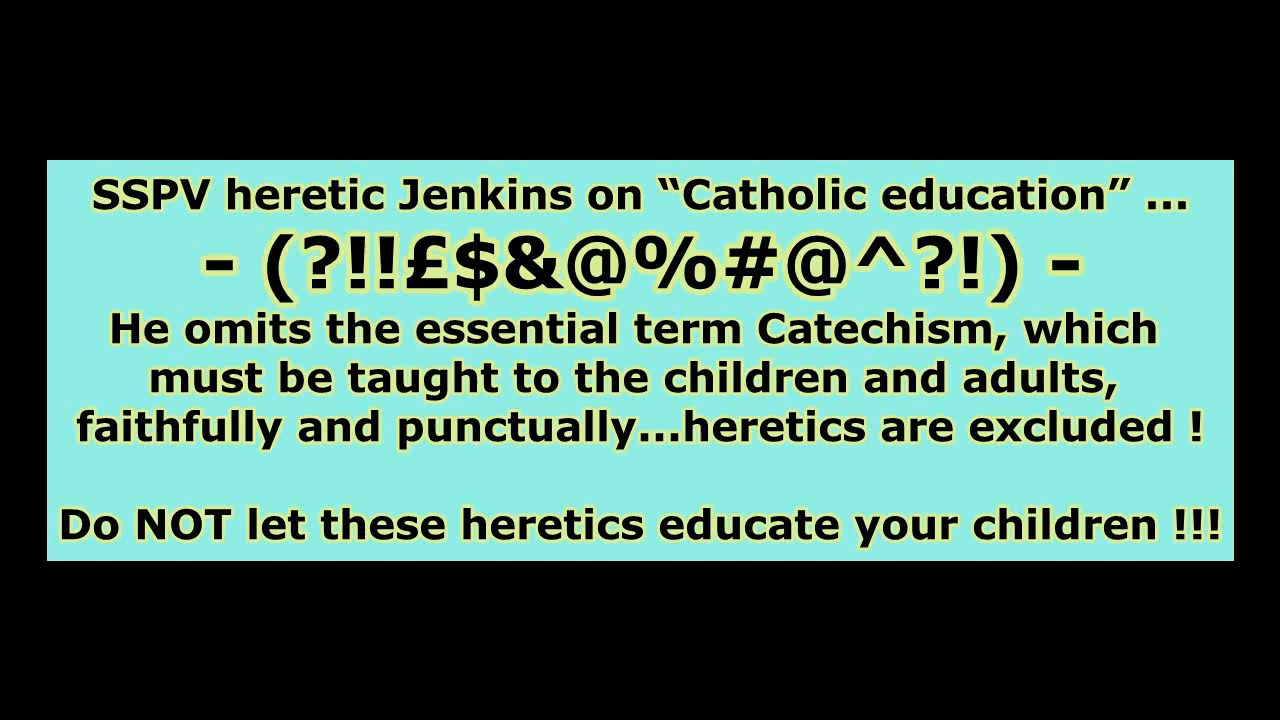 SSPV heretic Jenkins on “Catholic education” ...
- (?!!£$&@%#@^?!) -
He omits the essential term Catechism, which
must be taught to the children and adults,
faithfully and punctually...heretics are excluded !
Do NOT let these heretics educate your children !!!